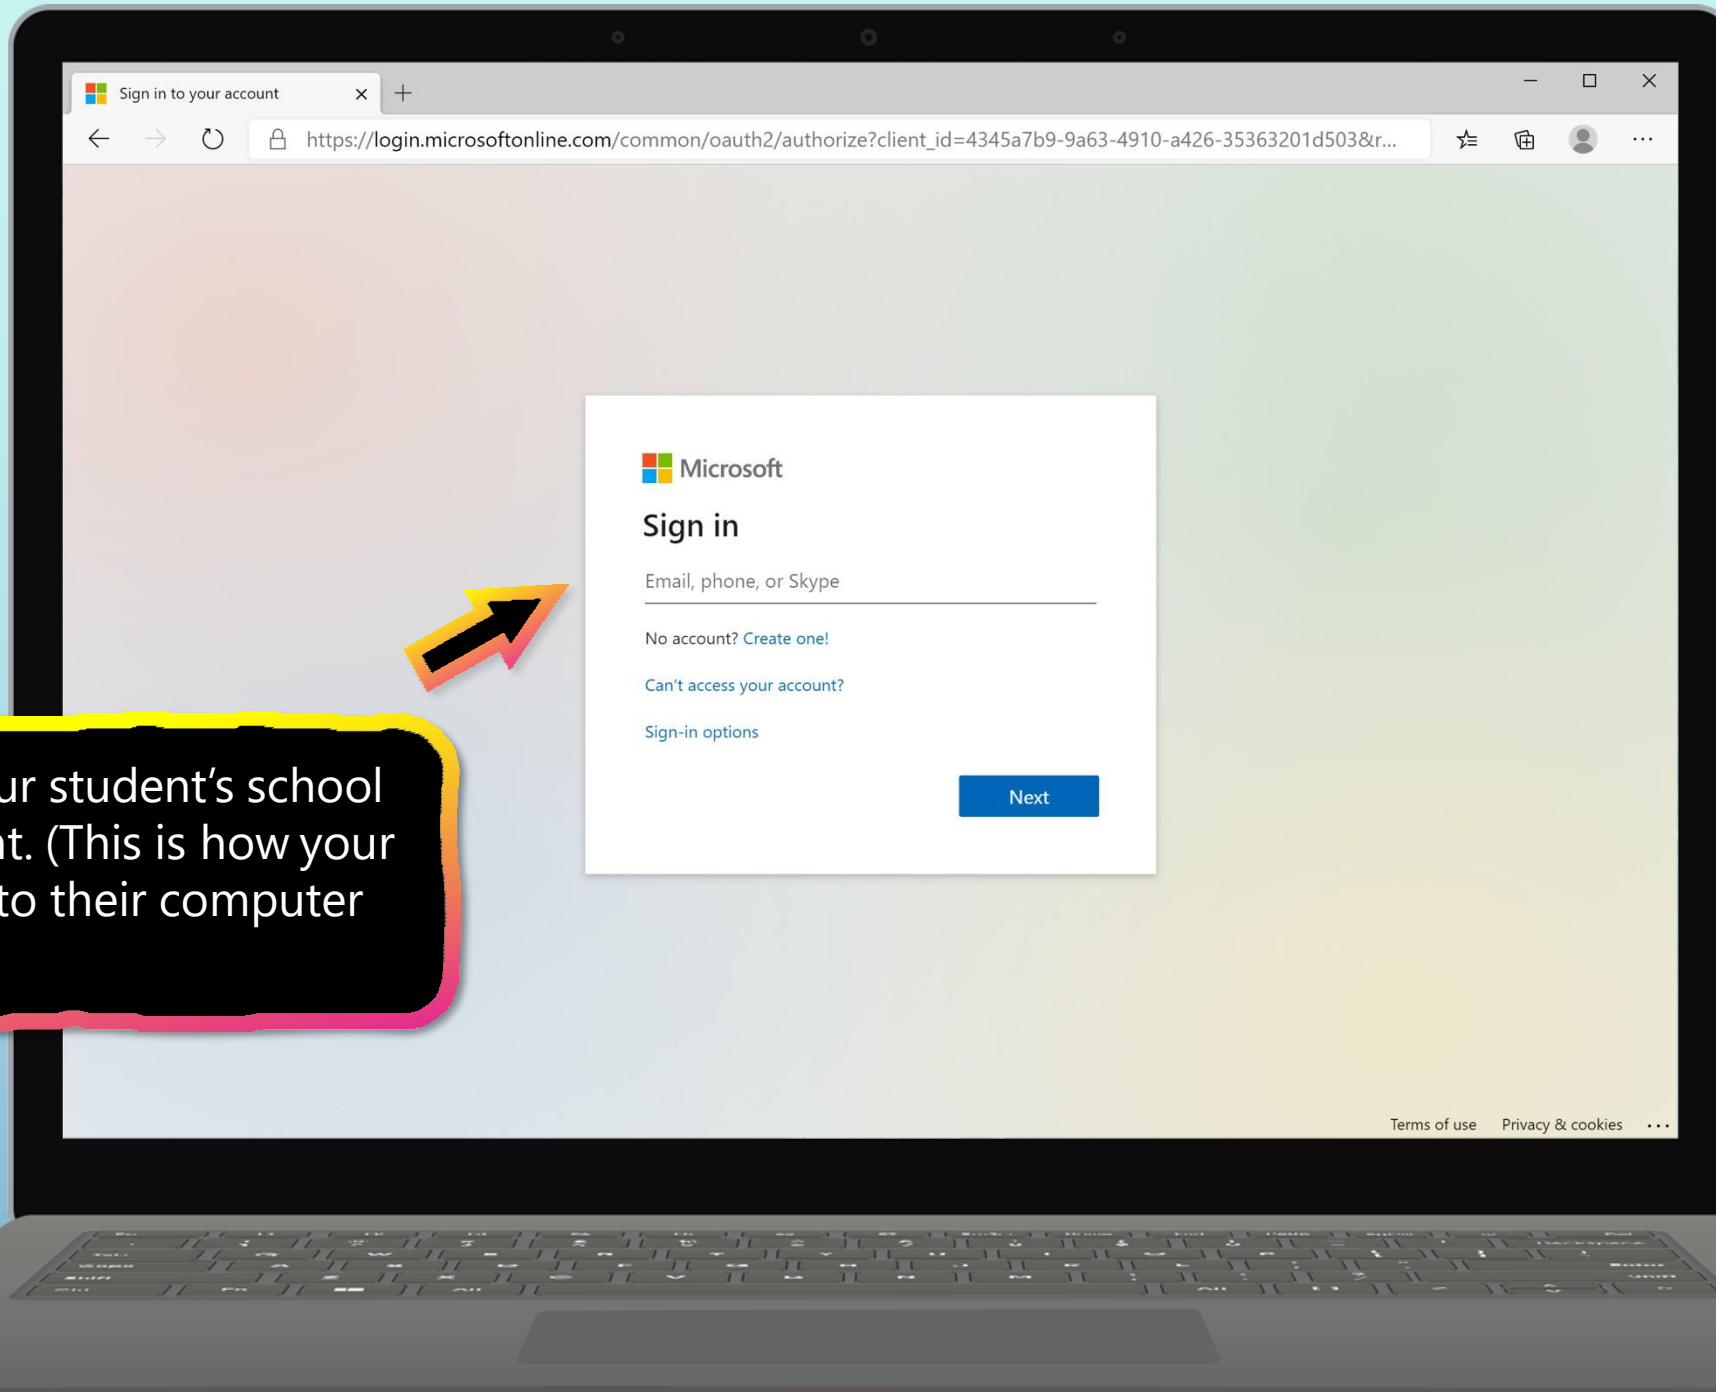 Sign in to your account
https://login.microsoftonline.com/common/oauth2/authorize?client_id=4345a7b9-9a63-4910-a426-35363201d503&r...
Microsoft
Sign in
Email, phone, or Skype
No account? Create one!
Can't access your account?
Sign-in options
Next
ur student's school
nt. (This is how your
to their computer
Terms of use Privacy & cookies